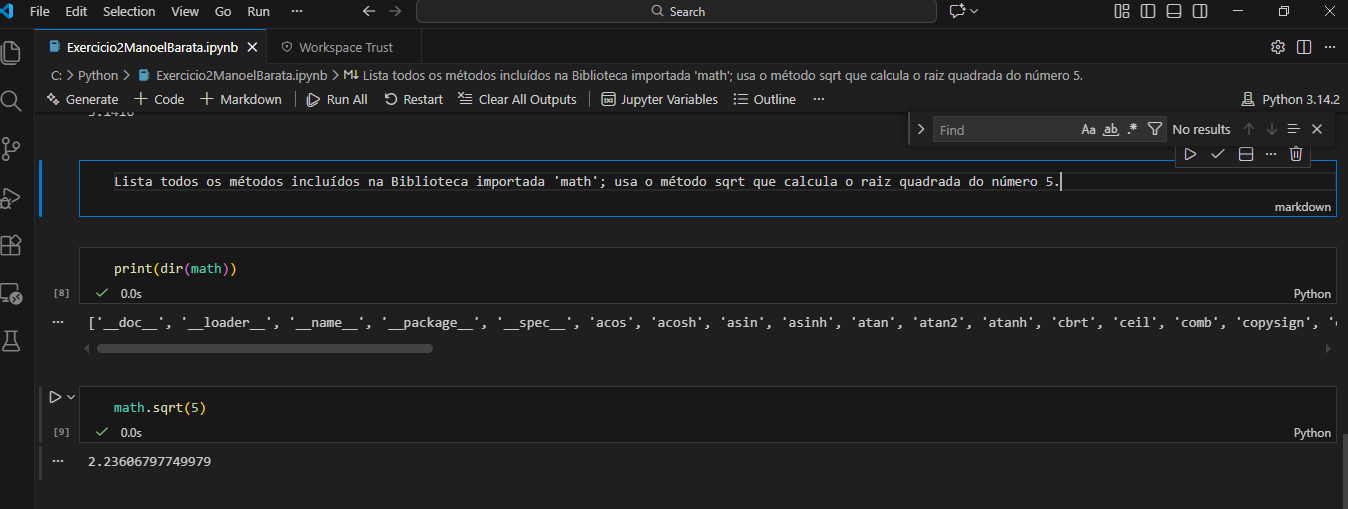 File Edit Selection View Go Run ··· Search
Exercicio2ManoelBarata.ipynb Workspace Trust
C: > Python > Exercicio2ManoelBarata.ipynb > M↓ Lista todos os métodos incluídos na Biblioteca importada 'math'; usa o método sqrt que calcula o raiz quadrada do número 5.
Generate + Code + Markdown Run All Restart Clear All Outputs Jupyter Variables Outline ··· Python 3.14.2
Find Aa ab .* No results
Lista todos os métodos incluídos na Biblioteca importada 'math'; usa o método sqrt que calcula o raiz quadrada do número 5.
markdown
print(dir(math))
[8] 0.0s Python
··· ['__doc__', '__loader__', '__name__', '__package__', '__spec__', 'acos', 'acosh', 'asin', 'asinh', 'atan', 'atan2', 'atanh', 'cbrt', 'ceil', 'comb', 'copysign',
math.sqrt(5)
[9] 0.0s Python
··· 2.23606797749979